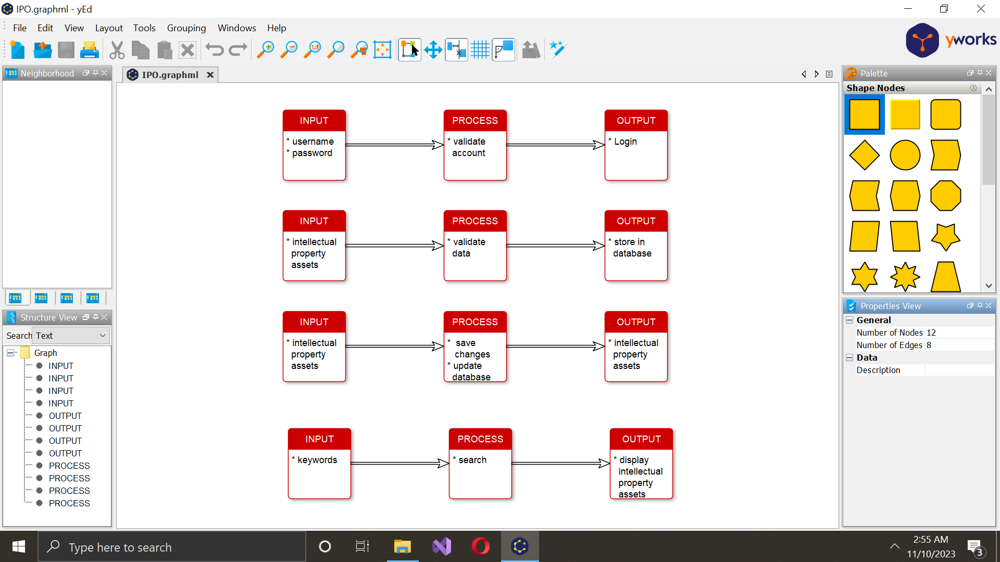 IPO.graphml - yEd
File Edit View Layout Tools Grouping Windows Help
1:1
yworks
Neighborhood
IPO.graphml
Palette
Shape Nodes
INPUT
* username
* password
PROCESS
* validate
account
OUTPUT
* Login
INPUT
* intellectual
property
assets
PROCESS
* validate
data
OUTPUT
* store in
database
INPUT
* intellectual
property
assets
PROCESS
* save
changes
* update
database
OUTPUT
* intellectual
property
assets
INPUT
* keywords
PROCESS
* search
OUTPUT
* display
intellectual
property
assets
Structure View
Search Text
Graph
INPUT
INPUT
INPUT
INPUT
OUTPUT
OUTPUT
OUTPUT
OUTPUT
PROCESS
PROCESS
PROCESS
PROCESS
Properties View
General
Number of Nodes 12
Number of Edges 8
Data
Description
Type here to search
2:55 AM
11/10/2023
3